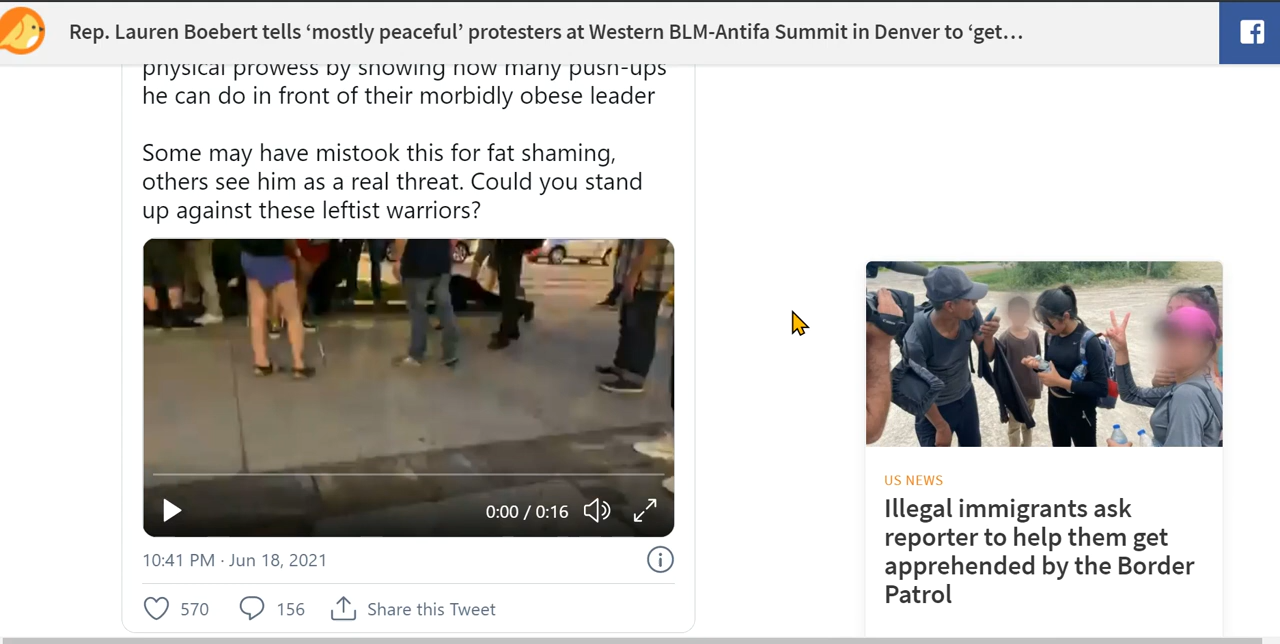 Rep. Lauren Boebert tells ‘mostly peaceful’ protesters at Western BLM-Antifa Summit in Denver to ‘get…
physical prowess by showing how many push-ups
he can do in front of their morbidly obese leader
Some may have mistook this for fat shaming,
others see him as a real threat. Could you stand
up against these leftist warriors?
0:00 / 0:16
10:41 PM · Jun 18, 2021
570
156
Share this Tweet
Canon
US NEWS
Illegal immigrants ask
reporter to help them get
apprehended by the Border
Patrol